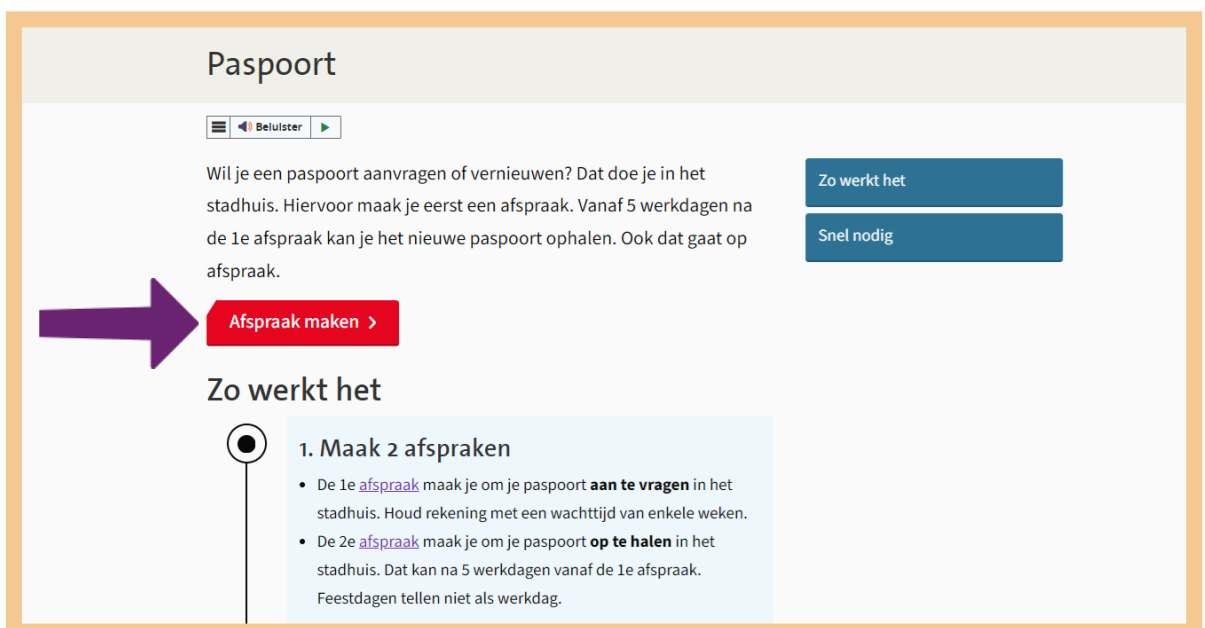 Paspoort
Beluister
Wil je een paspoort aanvragen of vernieuwen? Dat doe je in het
stadhuis. Hiervoor maak je eerst een afspraak. Vanaf 5 werkdagen na
de 1e afspraak kan je het nieuwe paspoort ophalen. Ook dat gaat op
afspraak.
Afspraak maken
Zo werkt het
Snel nodig
Zo werkt het
1. Maak 2 afspraken
• De 1e afspraak maak je om je paspoort aan te vragen in het
stadhuis. Houd rekening met een wachttijd van enkele weken.
• De 2e afspraak maak je om je paspoort op te halen in het
stadhuis. Dat kan na 5 werkdagen vanaf de 1e afspraak.
Feestdagen tellen niet als werkdag.